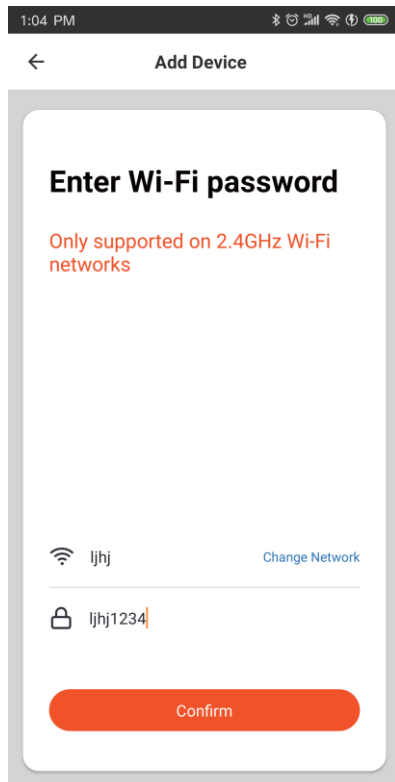 1:04 PM
100
Add Device
Enter Wi-Fi password
Only supported on 2.4GHz Wi-Fi
networks
ljhj
Change Network
ljhj1234
Confirm